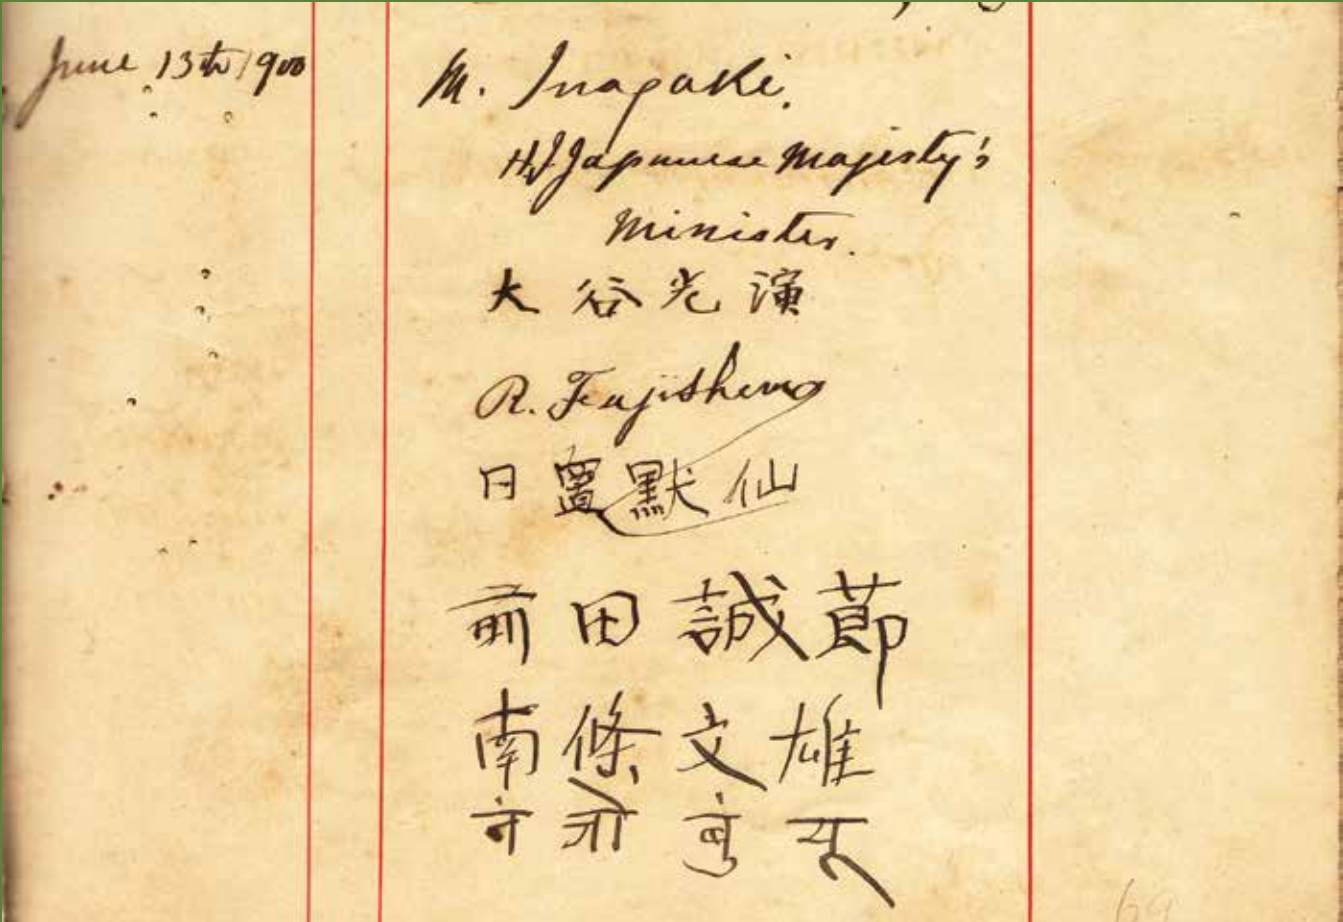 June 13th 1900
M. Inagaki.
H.I. Japanese Majesty's
Minister.
大谷光演
R. Fujishima
日置默仙
前田誠節
南條文雄